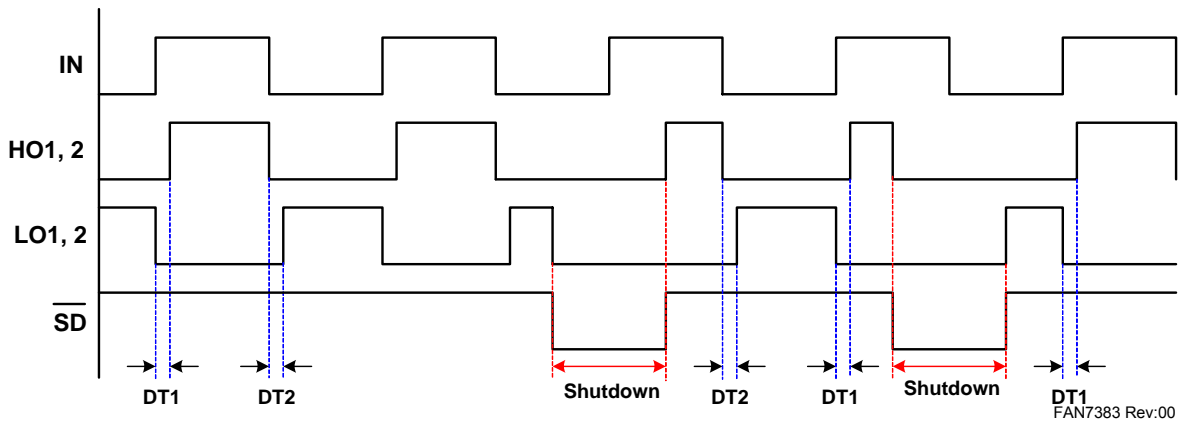 IN
HO1, 2
LO1, 2
SD
DT1 DT2 Shutdown DT2 DT1 Shutdown DT1
FAN7383 Rev:00